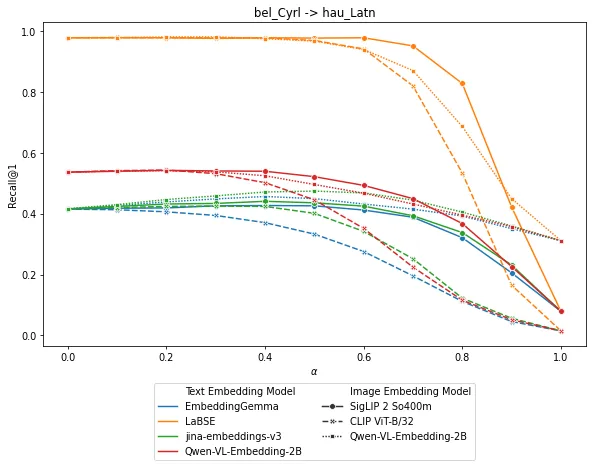 bel_Cyrl -> hau_Latn
1.0
0.8
0.6
0.4
0.2
0.0
Recall@1
0.0 0.2 0.4 0.6 0.8 1.0
α
Text Embedding Model Image Embedding Model
EmbeddingGemma SigLIP 2 So400m
LaBSE CLIP ViT-B/32
jina-embeddings-v3 Qwen-VL-Embedding-2B
Qwen-VL-Embedding-2B